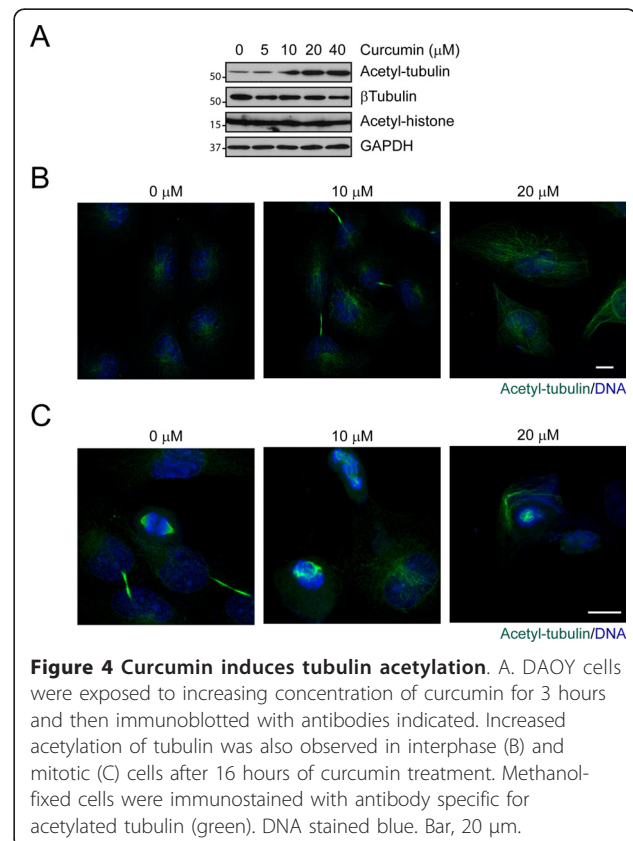 A
0 5 10 20 40 Curcumin (μM)
50 Acetyl-tubulin
50 βTubulin
15 Acetyl-histone
37 GAPDH
B
0 μM 10 μM 20 μM
Acetyl-tubulin/DNA
C
0 μM 10 μM 20 μM
Acetyl-tubulin/DNA
Figure 4 Curcumin induces tubulin acetylation. A. DAOY cells
were exposed to increasing concentration of curcumin for 3 hours
and then immunoblotted with antibodies indicated. Increased
acetylation of tubulin was also observed in interphase (B) and
mitotic (C) cells after 16 hours of curcumin treatment. Methanol-
fixed cells were immunostained with antibody specific for
acetylated tubulin (green). DNA stained blue. Bar, 20 μm.